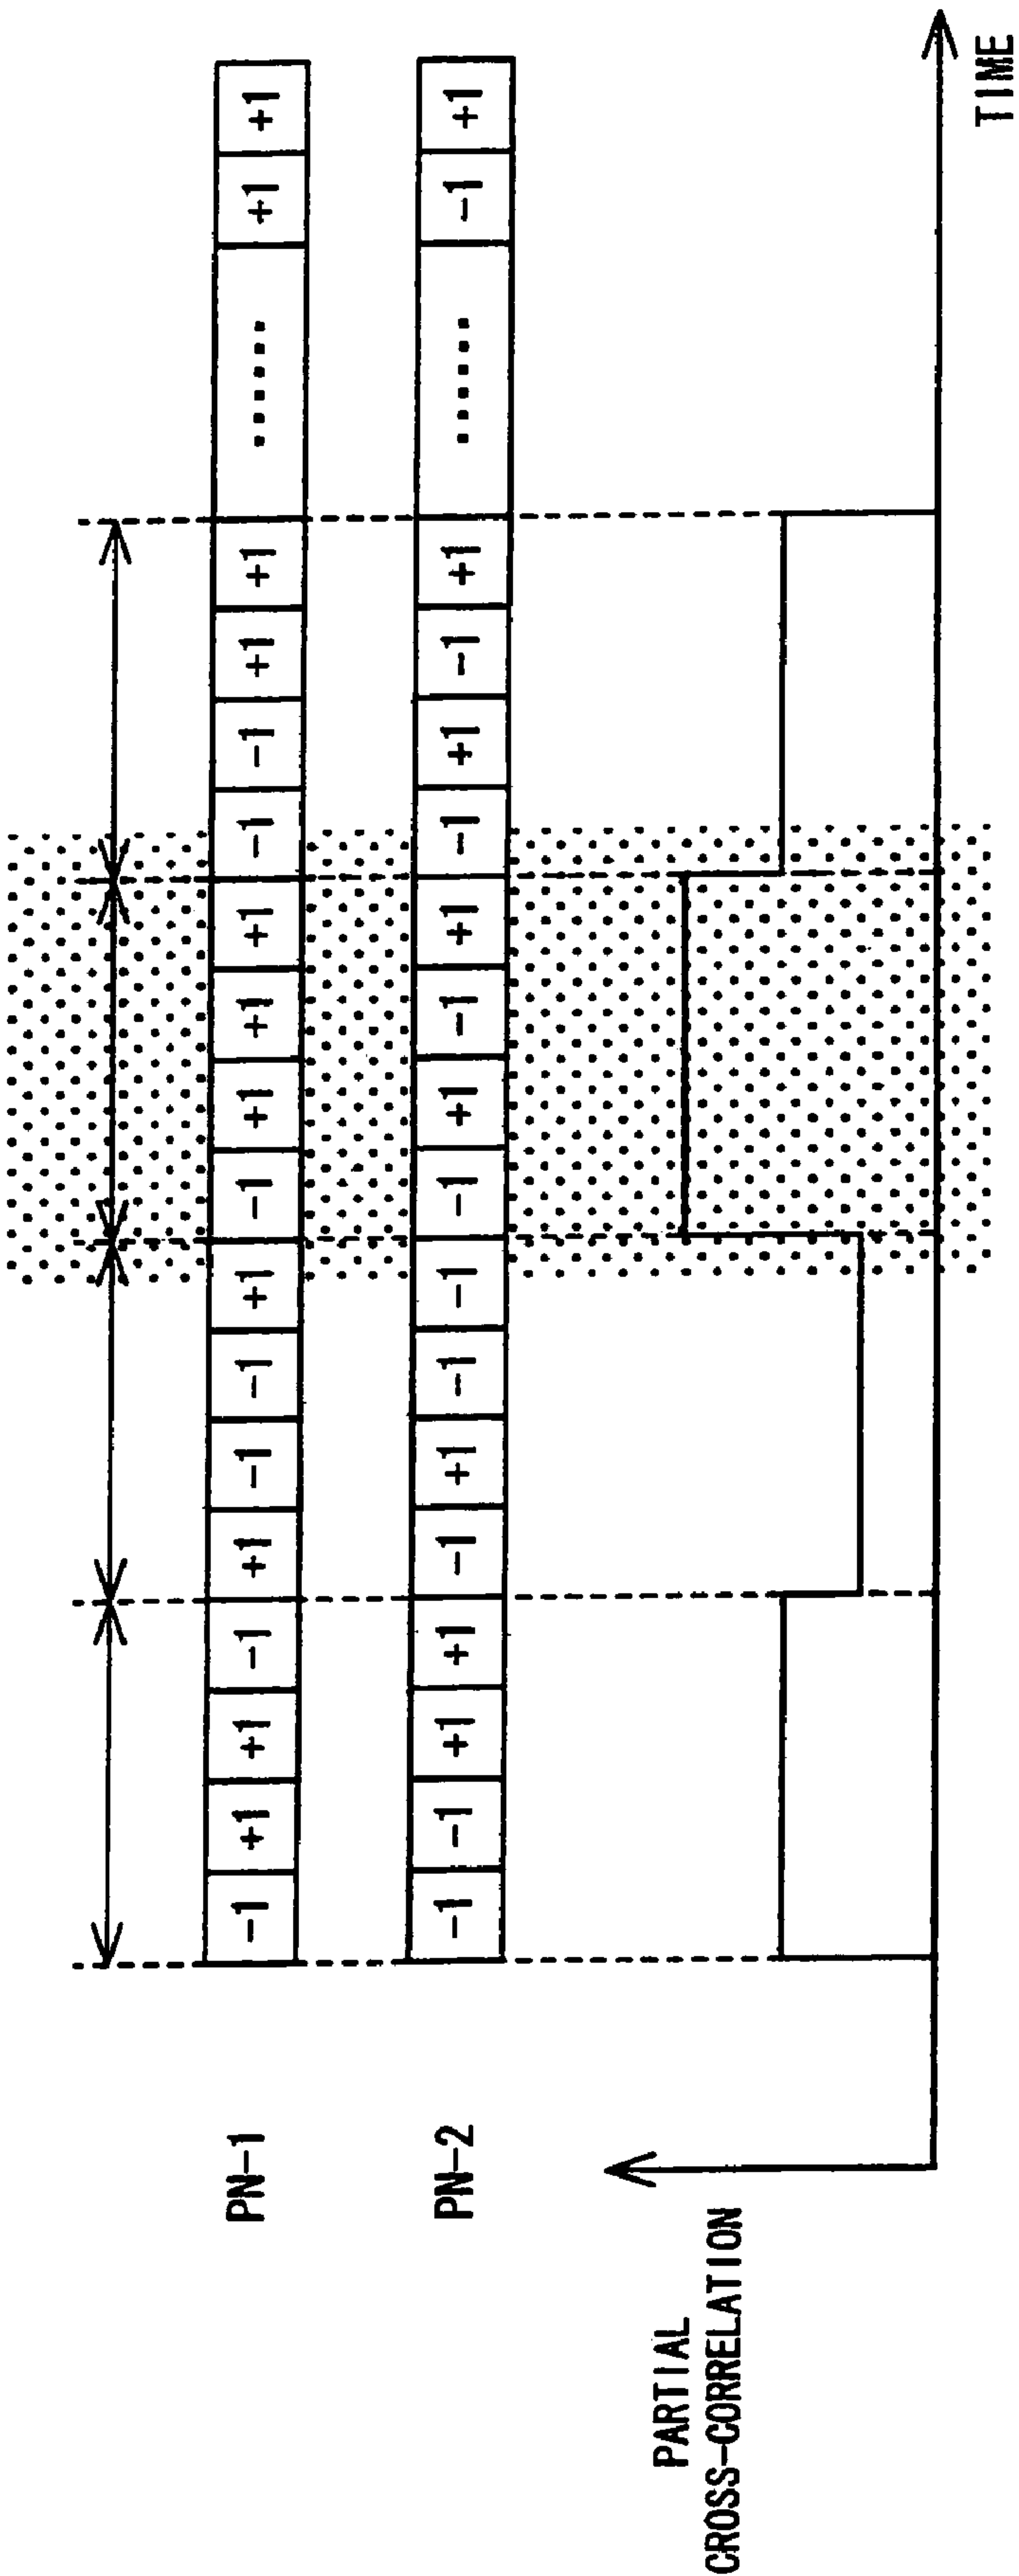 PN-1 -1 +1 +1 -1 +1 -1 -1 +1 -1 +1 +1 +1 -1 -1 +1 +1 ...... +1 +1
PN-2 -1 -1 +1 +1 -1 +1 -1 -1 -1 +1 -1 +1 -1 +1 -1 +1 ...... -1 +1
PARTIAL
CROSS-CORRELATION
TIME